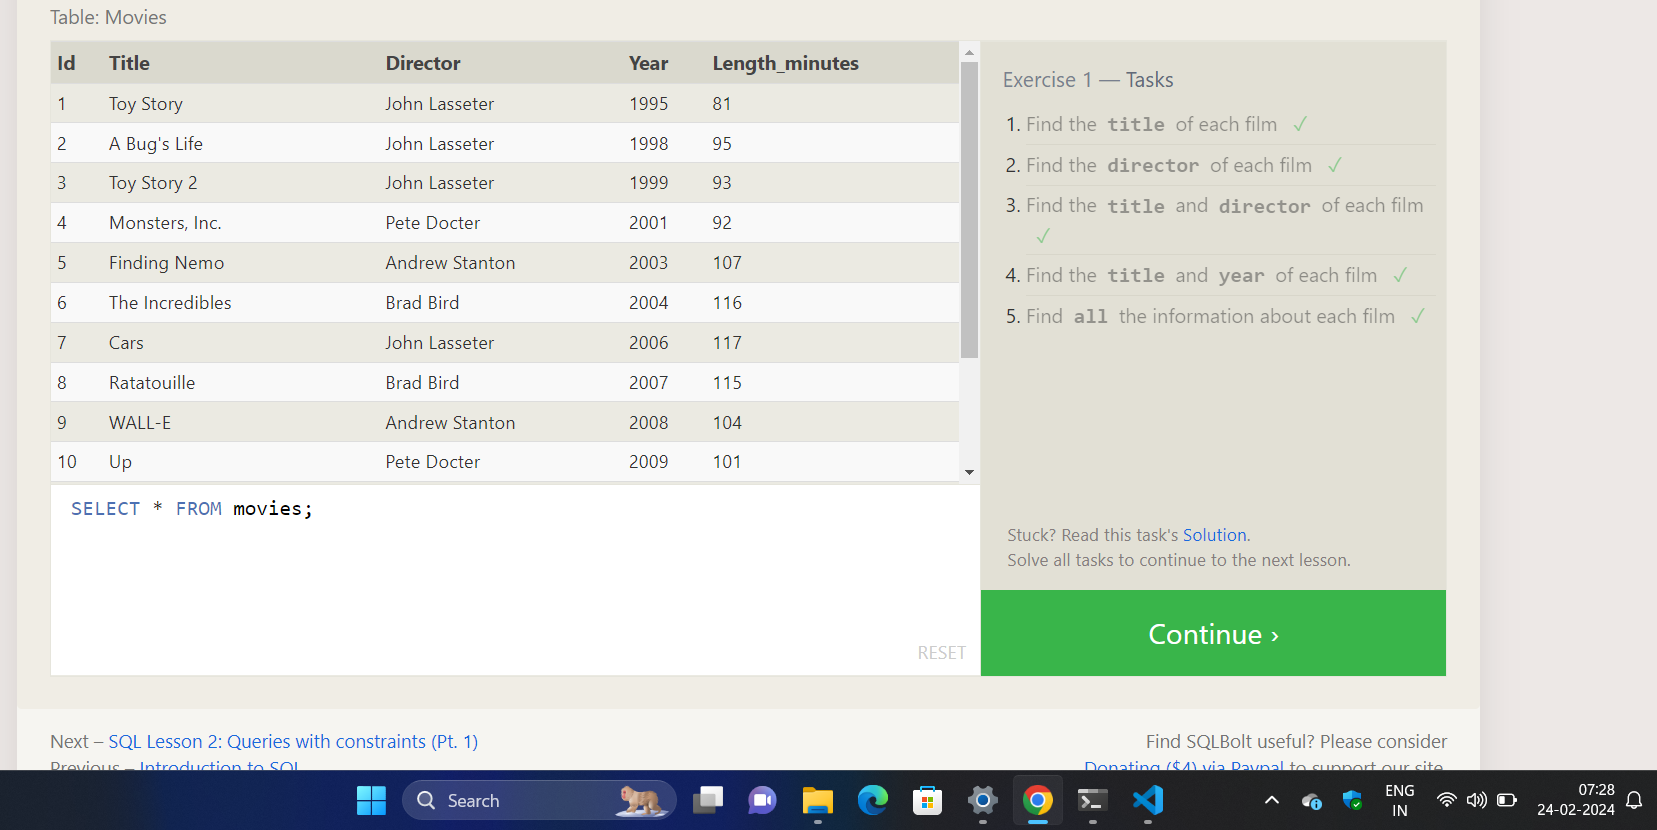 Table: Movies
Id Title Director Year Length_minutes
1 Toy Story John Lasseter 1995 81
2 A Bug's Life John Lasseter 1998 95
3 Toy Story 2 John Lasseter 1999 93
4 Monsters, Inc. Pete Docter 2001 92
5 Finding Nemo Andrew Stanton 2003 107
6 The Incredibles Brad Bird 2004 116
7 Cars John Lasseter 2006 117
8 Ratatouille Brad Bird 2007 115
9 WALL-E Andrew Stanton 2008 104
10 Up Pete Docter 2009 101
SELECT * FROM movies;
RESET
Exercise 1 — Tasks
1. Find the title of each film ✓
2. Find the director of each film ✓
3. Find the title and director of each film
✓
4. Find the title and year of each film ✓
5. Find all the information about each film ✓
Stuck? Read this task's Solution.
Solve all tasks to continue to the next lesson.
Continue ›
Next – SQL Lesson 2: Queries with constraints (Pt. 1)
Previous – Introduction to SQL
Find SQLBolt useful? Please consider
Donating ($4) via Paypal to support our site.
Search
ENG
IN
07:28
24-02-2024